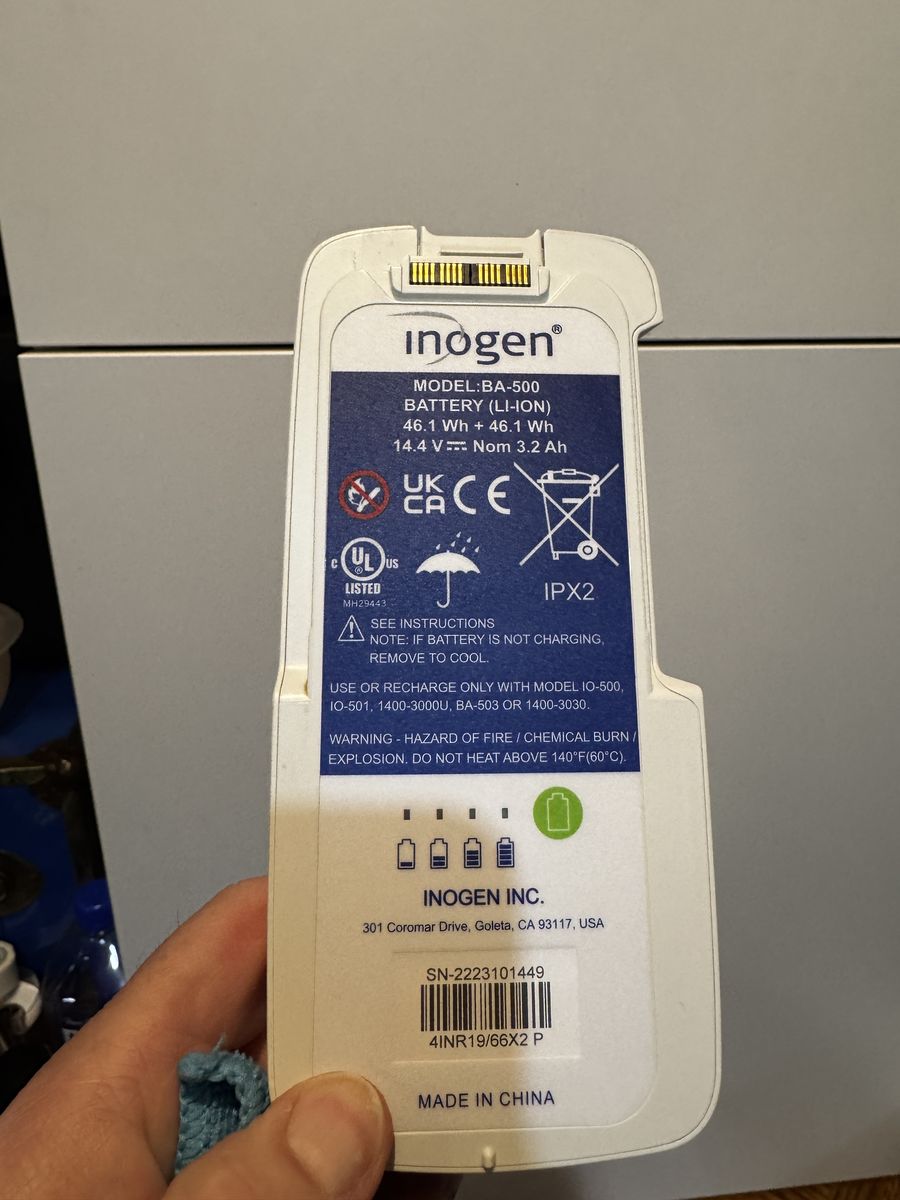 inogen®
MODEL:BA-500
BATTERY (LI-ION)
46.1 Wh + 46.1 Wh
14.4 V ⎓ Nom 3.2 Ah
UK
CA CE
c UL® US
LISTED
MH29443
IPX2
SEE INSTRUCTIONS
NOTE: IF BATTERY IS NOT CHARGING,
REMOVE TO COOL.
USE OR RECHARGE ONLY WITH MODEL IO-500,
IO-501, 1400-3000U, BA-503 OR 1400-3030.
WARNING - HAZARD OF FIRE / CHEMICAL BURN /
EXPLOSION. DO NOT HEAT ABOVE 140°F(60°C).
INOGEN INC.
301 Coromar Drive, Goleta, CA 93117, USA
SN-2223101449
4INR19/66X2 P
MADE IN CHINA